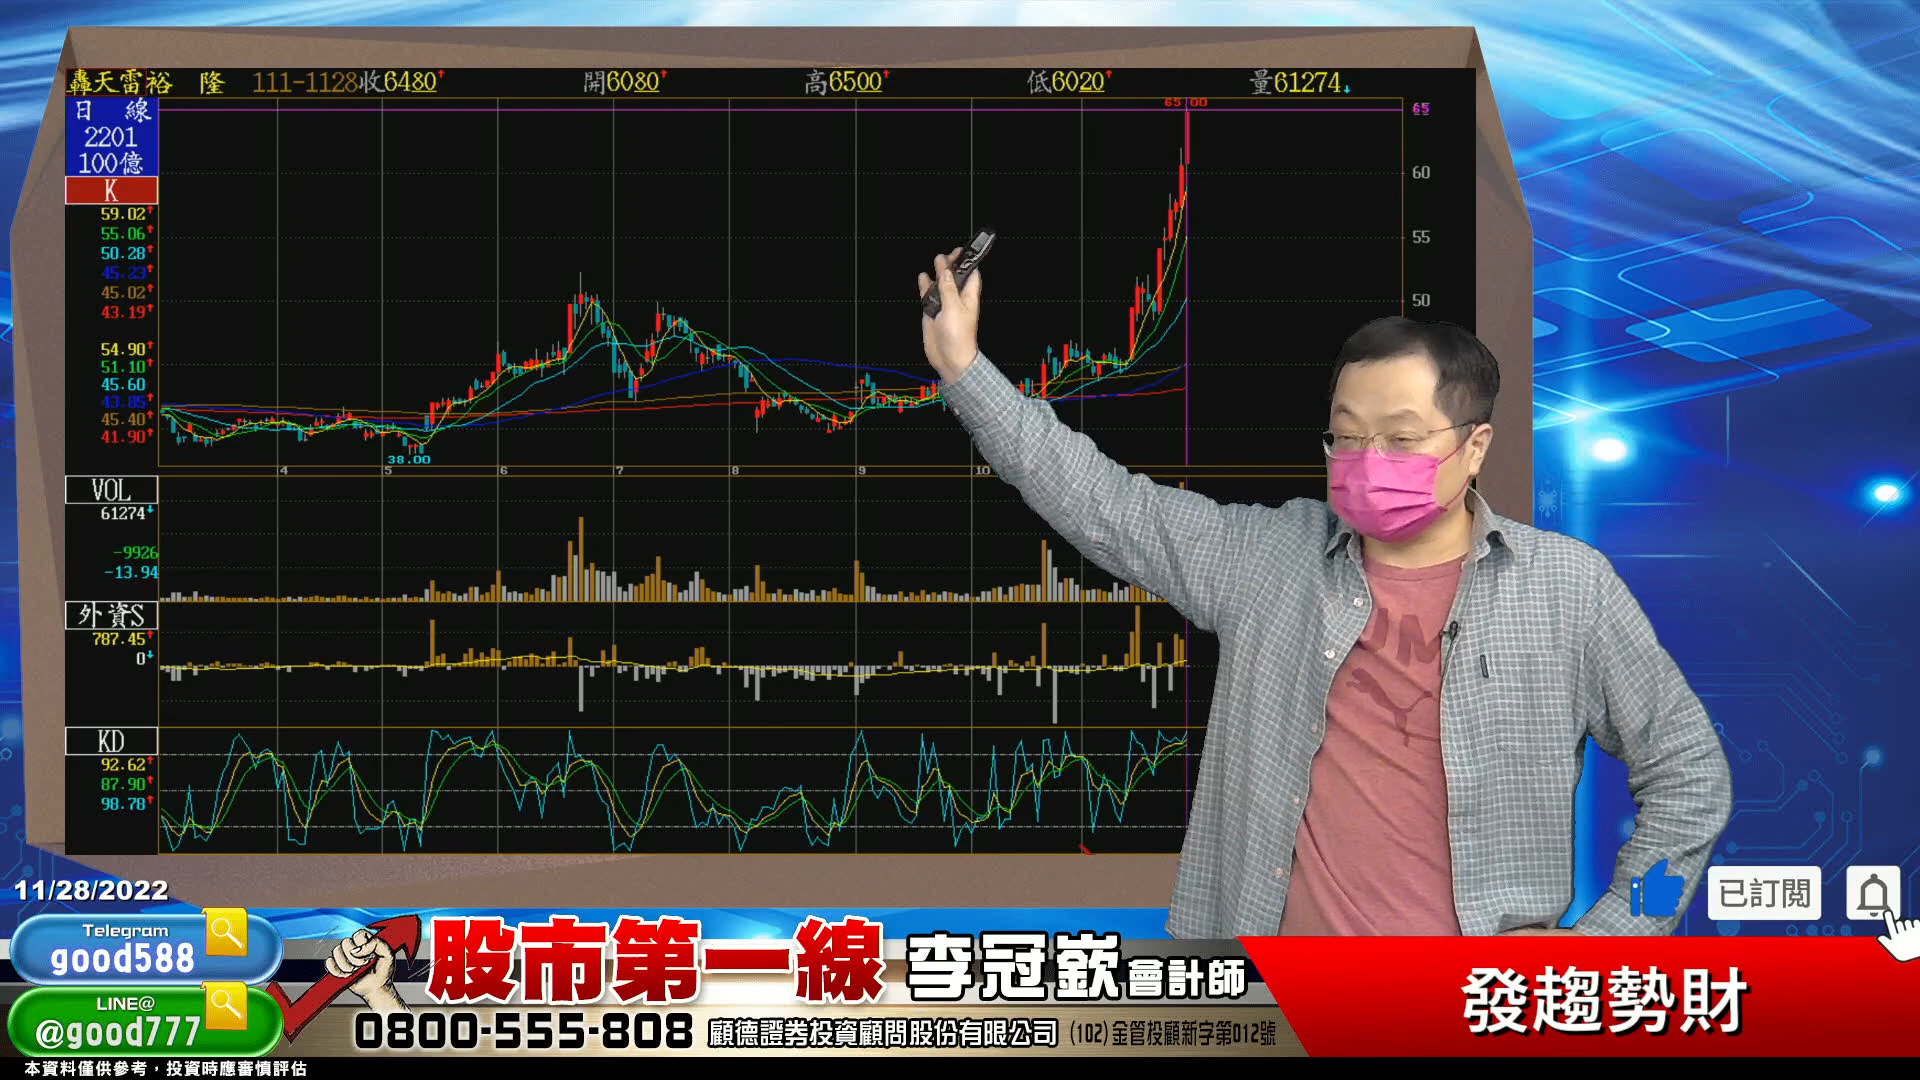 轟天雷裕 隆 111-1128收6480↑ 開6080↑ 高6500↑ 低6020↑ 量61274↓
日 線
2201
100億
K
59.02↑
55.06↑
50.28↑
45.23↑
45.02↑
43.19↑
54.90↑
51.10↑
45.60
43.85↑
45.40↑
41.90↑
65.00
65
60
55
50
38.00
4 5 6 7 8 9 10
VOL
61274↓
-9926
-13.94
外資S
787.45↑
0↓
KD
92.62↑
87.90↑
98.78↑
已訂閱
11/28/2022
Telegram
good588
LINE@
@good777
股市第一線 李冠嶔 會計師
0800-555-808 顧德證券投資顧問股份有限公司 (102)金管投顧新字第012號
發趨勢財
本資料僅供參考，投資時應審慎評估